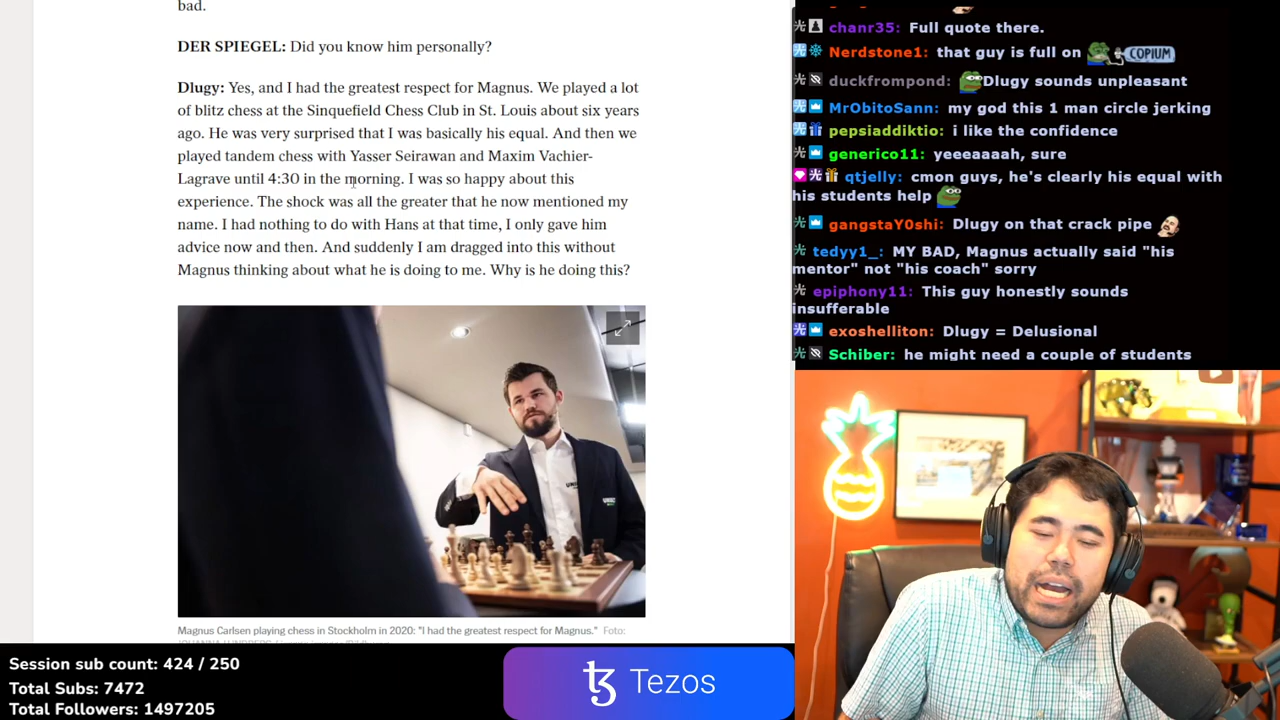 bad.
DER SPIEGEL: Did you know him personally?
Dlugy: Yes, and I had the greatest respect for Magnus. We played a lot
of blitz chess at the Sinquefield Chess Club in St. Louis about six years
ago. He was very surprised that I was basically his equal. And then we
played tandem chess with Yasser Seirawan and Maxim Vachier-
Lagrave until 4:30 in the morning. I was so happy about this
experience. The shock was all the greater that he now mentioned my
name. I had nothing to do with Hans at that time, I only gave him
advice now and then. And suddenly I am dragged into this without
Magnus thinking about what he is doing to me. Why is he doing this?
Magnus Carlsen playing chess in Stockholm in 2020: "I had the greatest respect for Magnus." Foto:
chanr35: Full quote there.
Nerdstone1: that guy is full on COPIUM
duckfrompond: Dlugy sounds unpleasant
MrObitoSann: my god this 1 man circle jerking
pepsiaddiktio: i like the confidence
generico11: yeeeaaaah, sure
qtjelly: cmon guys, he's clearly his equal with
his students help
gangstaY0shi: Dlugy on that crack pipe
tedyy1_: MY BAD, Magnus actually said "his
mentor" not "his coach" sorry
epiphony11: This guy honestly sounds
insufferable
exoshelliton: Dlugy = Delusional
Schiber: he might need a couple of students
Session sub count: 424 / 250
Total Subs: 7472
Total Followers: 1497205
Tezos